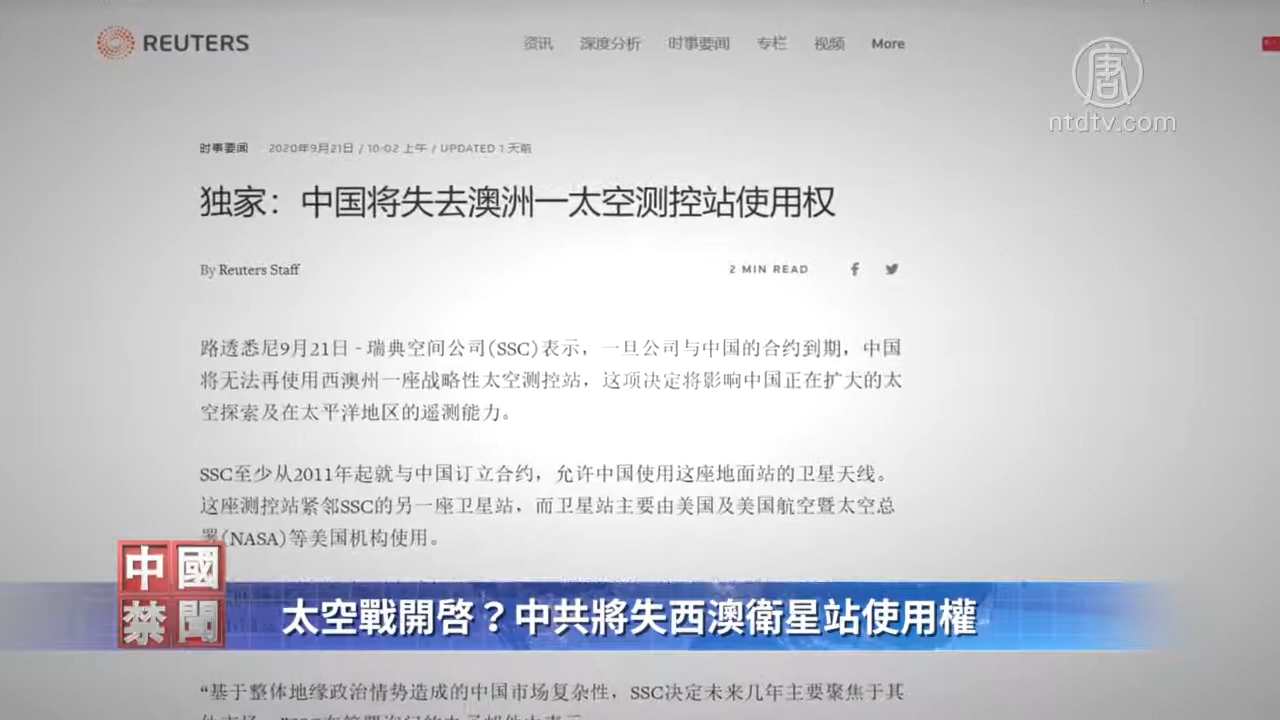 REUTERS
资讯 深度分析 时事要闻 专栏 视频 More
唐
ntdtv.com
时事要闻 2020年9月21日 / 10:02 上午 / UPDATED 1 天前
独家：中国将失去澳洲一太空测控站使用权
By Reuters Staff
2 MIN READ
路透悉尼9月21日 - 瑞典空间公司(SSC)表示，一旦公司与中国的合约到期，中国
将无法再使用西澳州一座战略性太空测控站，这项决定将影响中国正在扩大的太
空探索及在太平洋地区的遥测能力。
SSC至少从2011年起就与中国订立合约，允许中国使用这座地面站的卫星天线。
这座测控站紧邻SSC的另一座卫星站，而卫星站主要由美国及美国航空暨太空总
署(NASA)等美国机构使用。
中國
禁聞
太空戰開啓？中共將失西澳衛星站使用權
“基于整体地缘政治情势造成的中国市场复杂性，SSC决定未来几年主要聚焦于其